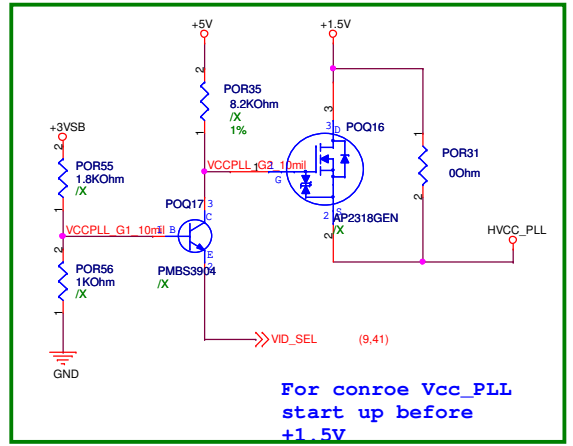 +5V
+1.5V
2
POR35
8.2KOhm
/X
1%
1
3
3 D
POQ16
+3VSB
2
POR55
1.8KOhm
/X
1
VCCPLL_G2_10mil
1
G
1
POR31
0Ohm
2
POQ17
3
C
2
S
AP2318GEN
/X
2
VCCPLL_G1_10mil
B
E
2
PMBS3904
/X
HVCC_PLL
2
POR56
1KOhm
/X
1
GND
VID_SEL
(9,41)
For conroe Vcc_PLL
start up before
+1.5V